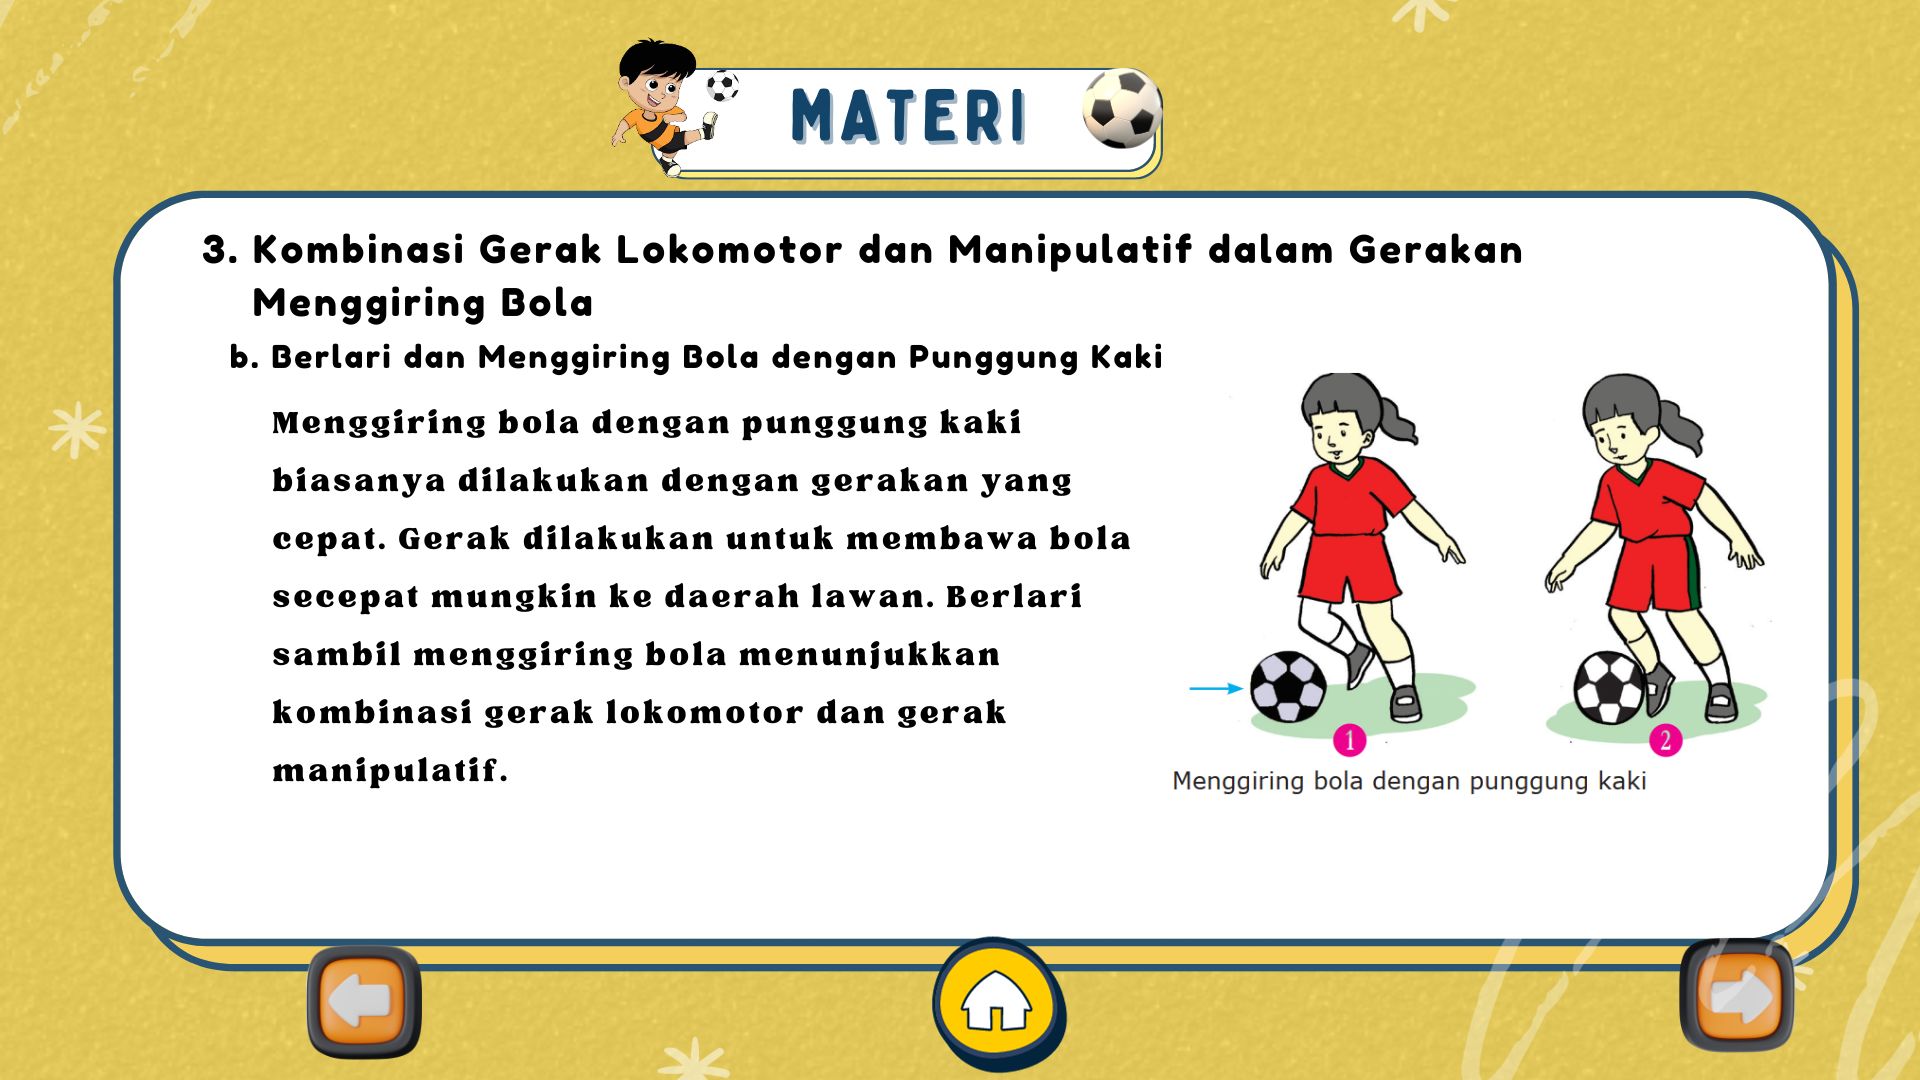 MATERI
3. Kombinasi Gerak Lokomotor dan Manipulatif dalam Gerakan
Menggiring Bola
b. Berlari dan Menggiring Bola dengan Punggung Kaki
Menggiring bola dengan punggung kaki
biasanya dilakukan dengan gerakan yang
cepat. Gerak dilakukan untuk membawa bola
secepat mungkin ke daerah lawan. Berlari
sambil menggiring bola menunjukkan
kombinasi gerak lokomotor dan gerak
manipulatif.
1
2
Menggiring bola dengan punggung kaki